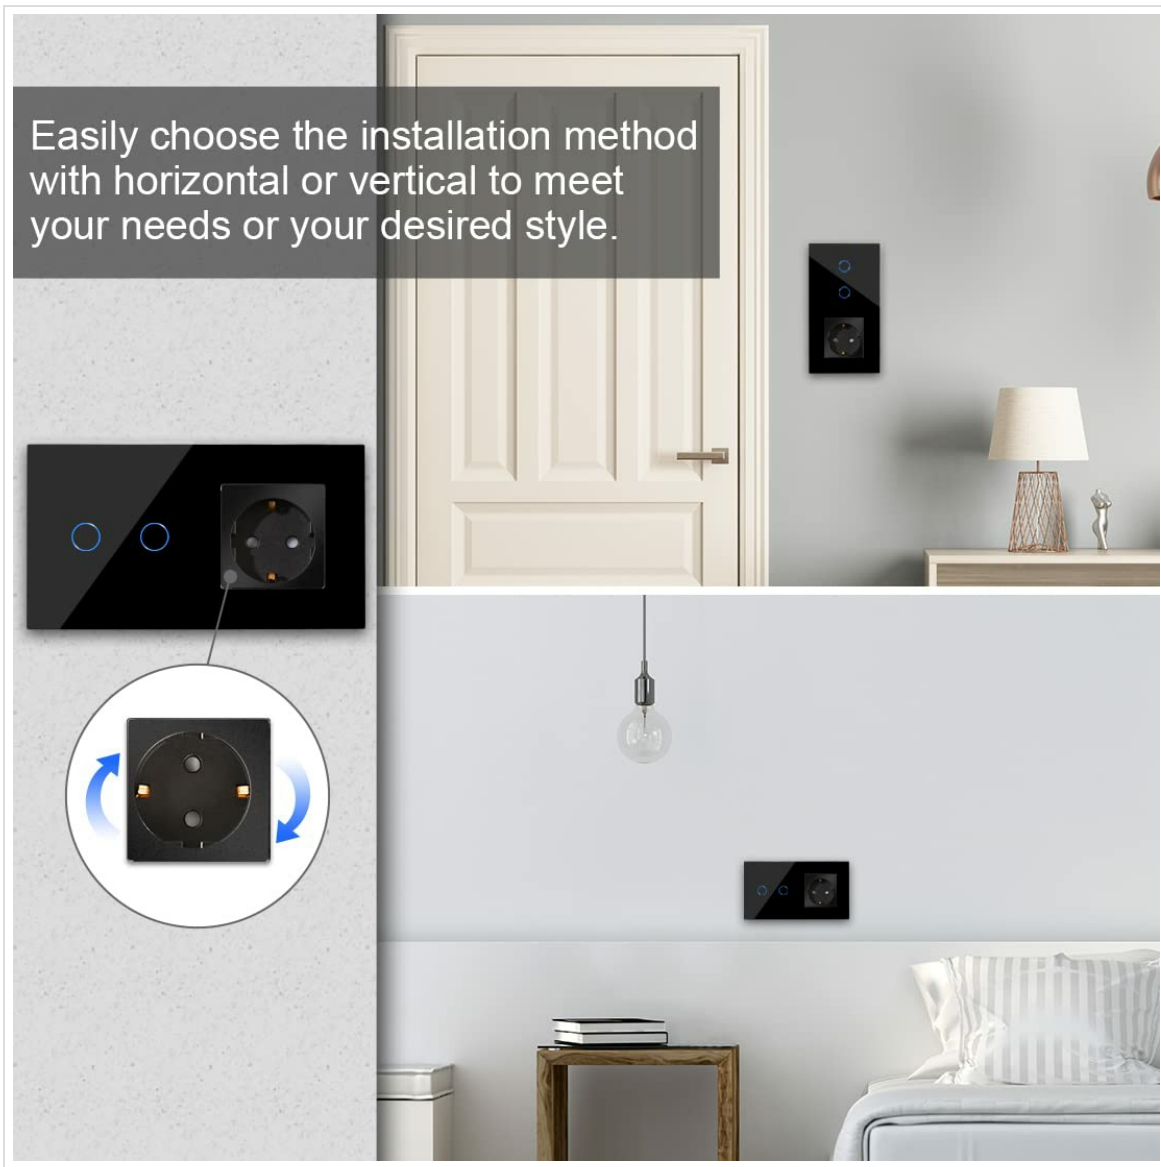 Easily choose the installation method
with horizontal or vertical to meet
your needs or your desired style.